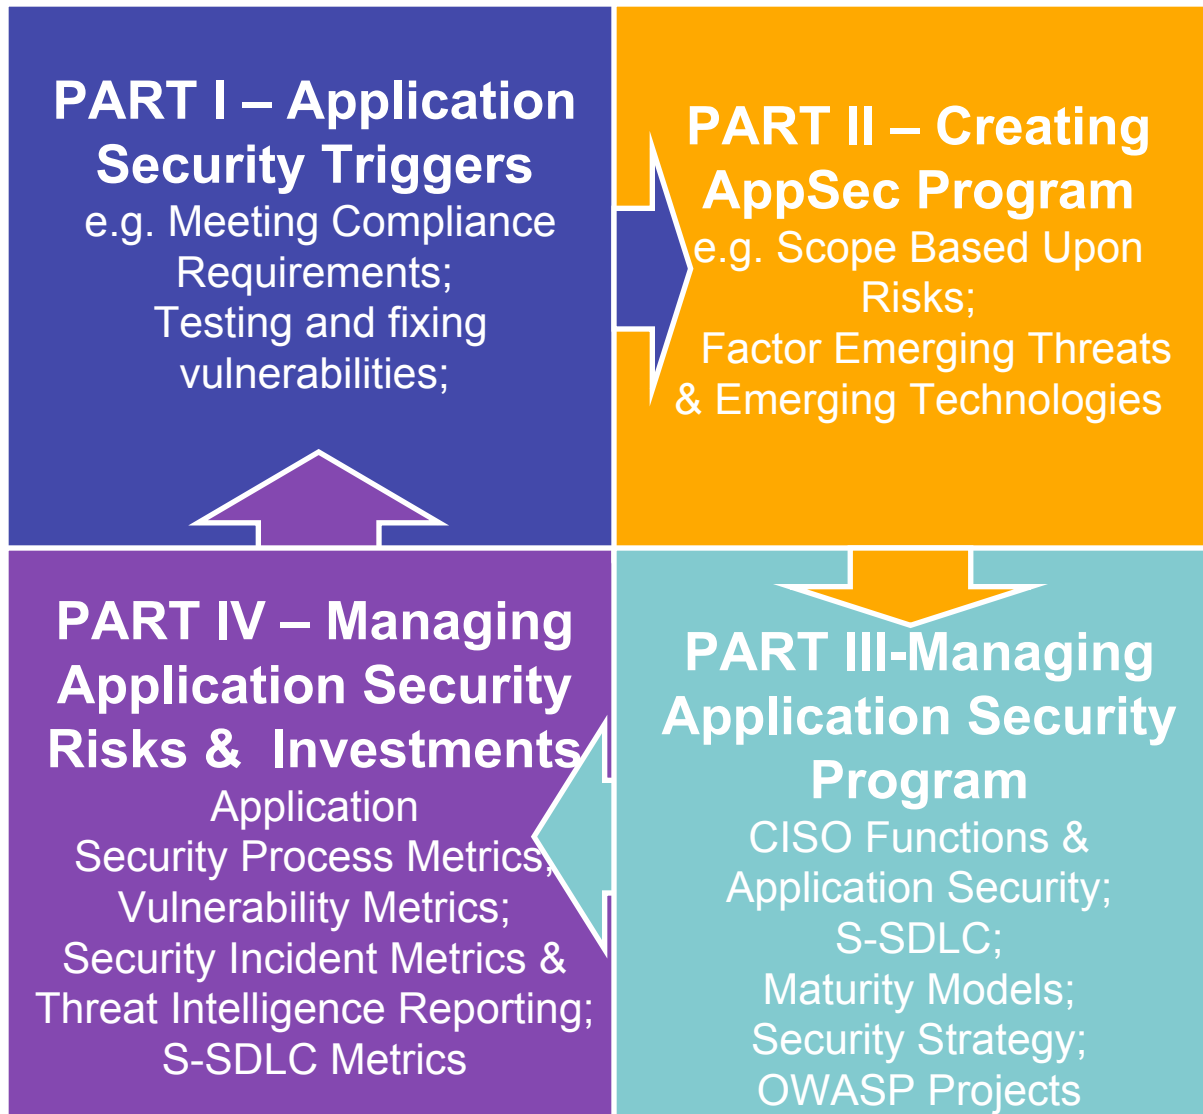 PART I – Application
Security Triggers
e.g. Meeting Compliance
Requirements;
Testing and fixing
vulnerabilities;
PART II – Creating
AppSec Program
e.g. Scope Based Upon
Risks;
Factor Emerging Threats
& Emerging Technologies
PART III-Managing
Application Security
Program
CISO Functions &
Application Security;
S-SDLC;
Maturity Models;
Security Strategy;
OWASP Projects
PART IV – Managing
Application Security
Risks &  Investments
Application
Security Process Metrics;
Vulnerability Metrics;
Security Incident Metrics &
Threat Intelligence Reporting;
S-SDLC Metrics